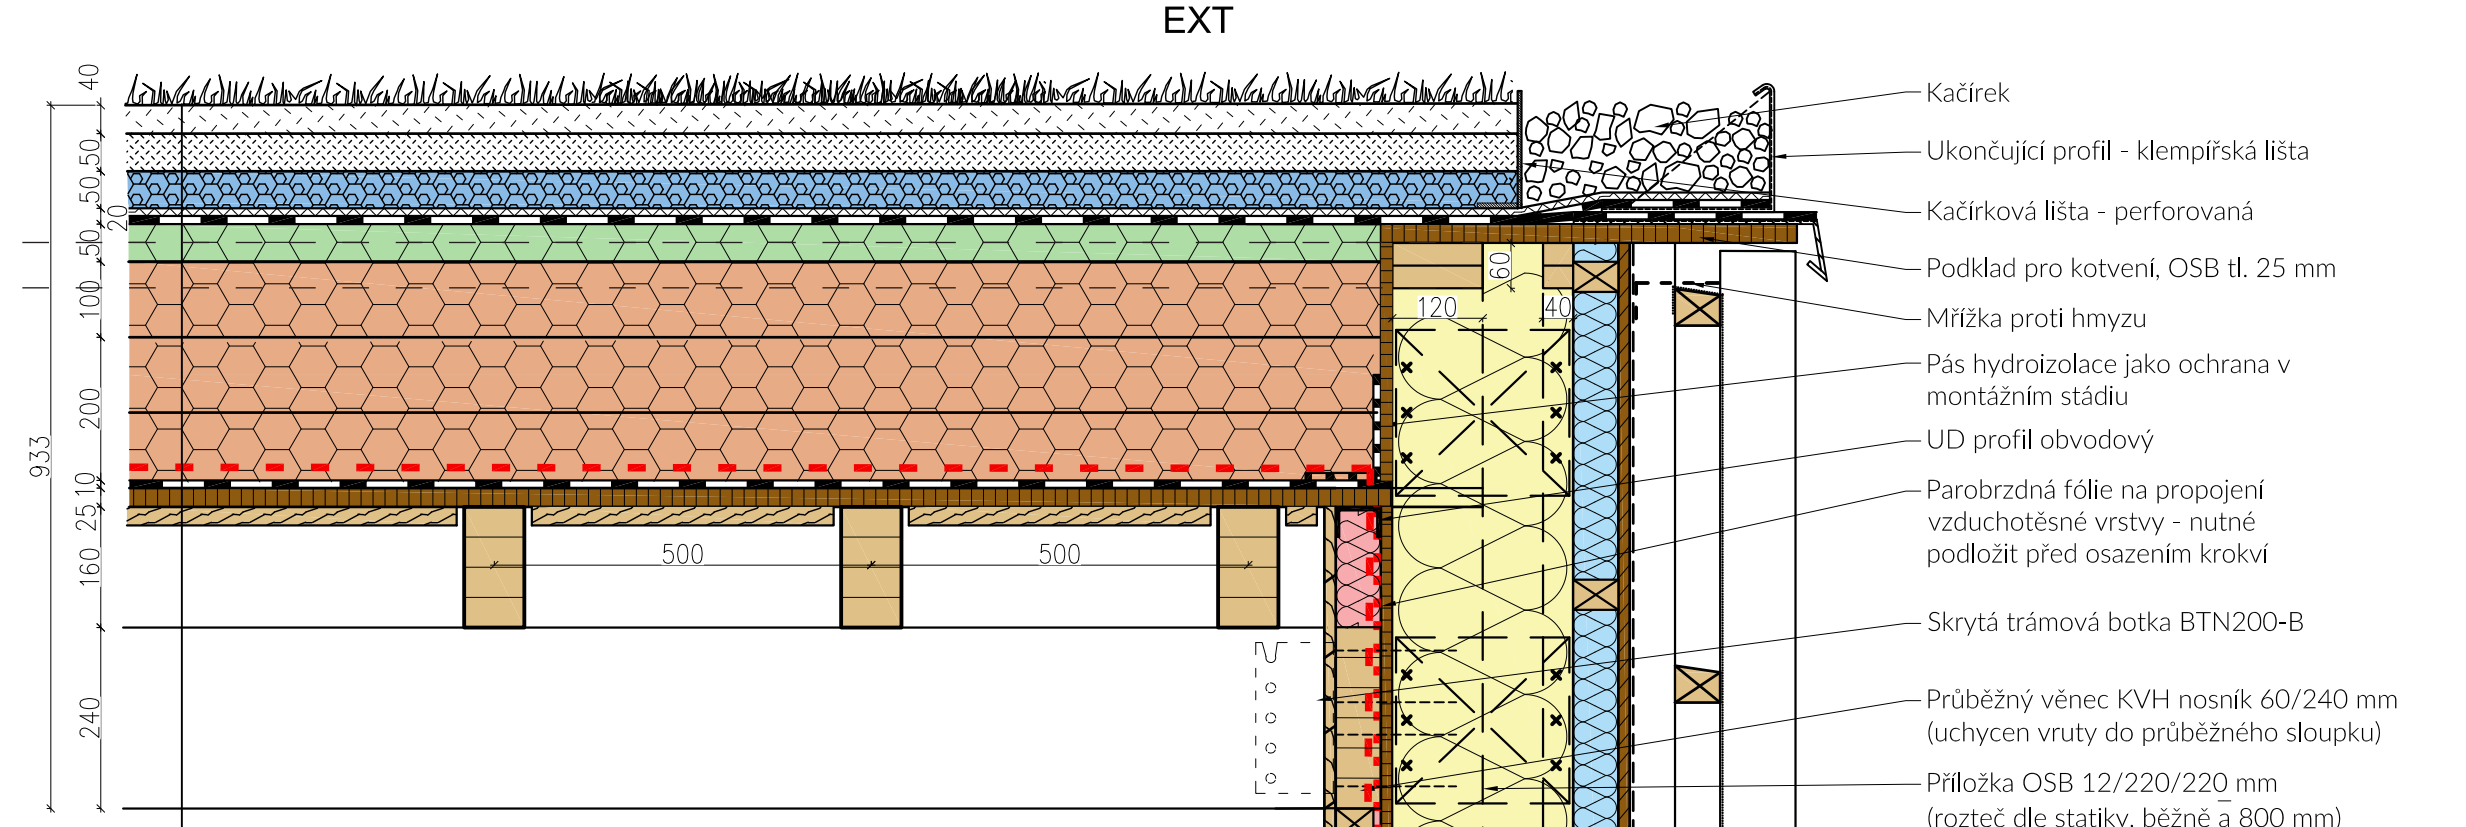 EXT
40
50
50
20
50
100
200
10
25
160
240
933
500
500
60
120
40
Kačírek
Ukončující profil - klempířská lišta
Kačírková lišta - perforovaná
Podklad pro kotvení, OSB tl. 25 mm
Mřížka proti hmyzu
Pás hydroizolace jako ochrana v
montážním stádiu
UD profil obvodový
Parobrzdná fólie na propojení
vzduchotěsné vrstvy - nutné
podložit před osazením krokví
Skrytá trámová botka BTN200-B
Průběžný věnec KVH nosník 60/240 mm
(uchycen vruty do průběžného sloupku)
Příložka OSB 12/220/220 mm
(rozteč dle statiky, běžně a 800 mm)